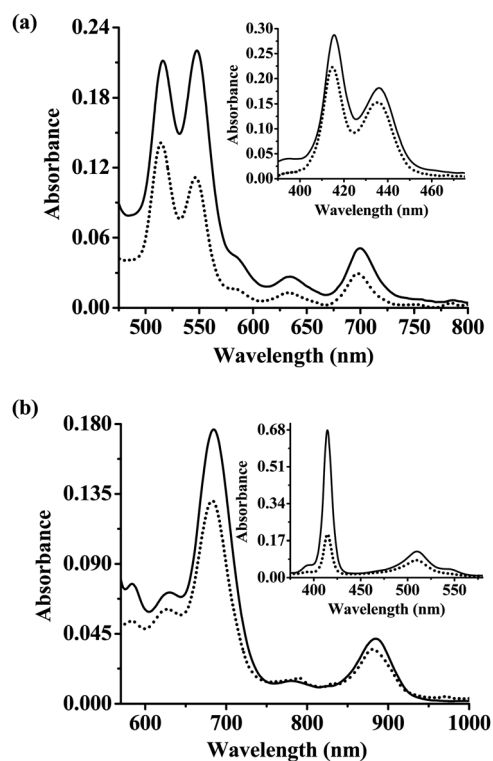 (a)
0.24
0.18
0.12
0.06
0.00
Absorbance
500 550 600 650 700 750 800
Wavelength (nm)
0.30
0.25
0.20
0.15
0.10
0.05
0.00
Absorbance
400 420 440 460
Wavelength (nm)
(b)
0.180
0.135
0.090
0.045
0.000
Absorbance
600 700 800 900 1000
Wavelength (nm)
0.68
0.51
0.34
0.17
0.00
Absorbance
400 450 500 550
Wavelength (nm)